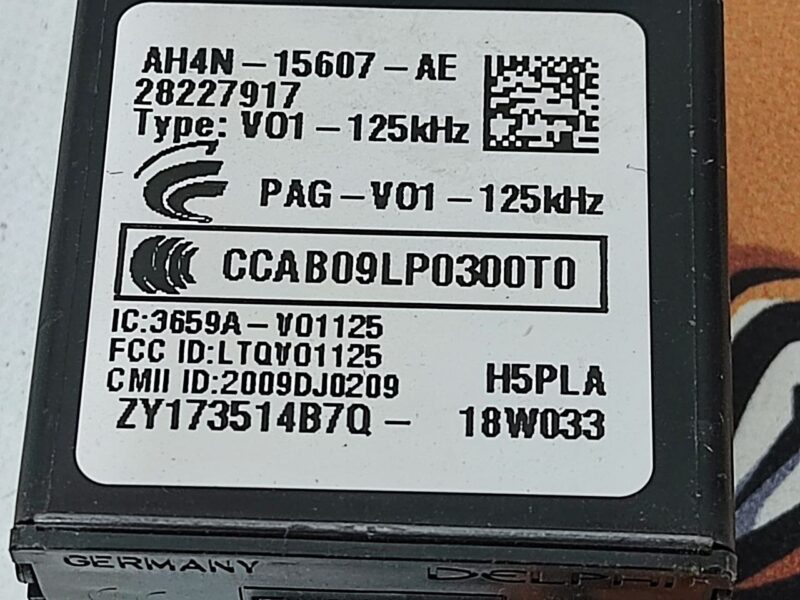 AH4N-15607-AE
28227917
Type: V01-125kHz
PAG-V01-125kHz
CCAB09LP0300T0
IC:3659A-V01125
FCC ID:LTQV01125
CMII ID:2009DJ0209
H5PLA
ZY173514B7Q- 18W033
GERMANY DELPHI